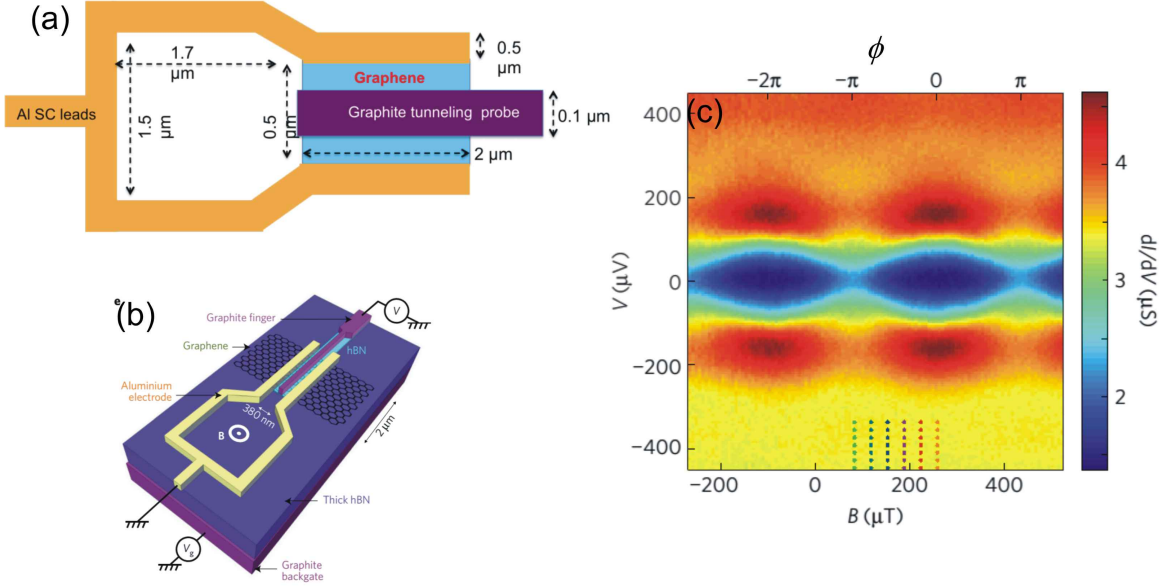 (a)
1.7
μm
0.5
μm
Graphene
Al SC leads
1.5
μm
0.5
μm
Graphite tunneling probe
0.1 μm
2 μm
e
(b)
Graphite finger
V
Graphene
hBN
Aluminium
electrode
380 nm
B
2 μm
Thick hBN
Vg
Graphite
backgate
ϕ
−2π
−π
0
π
(c)
400
200
0
−200
−400
V (μV)
−200
0
200
400
B (μT)
4
3
2
dI/dV (μS)